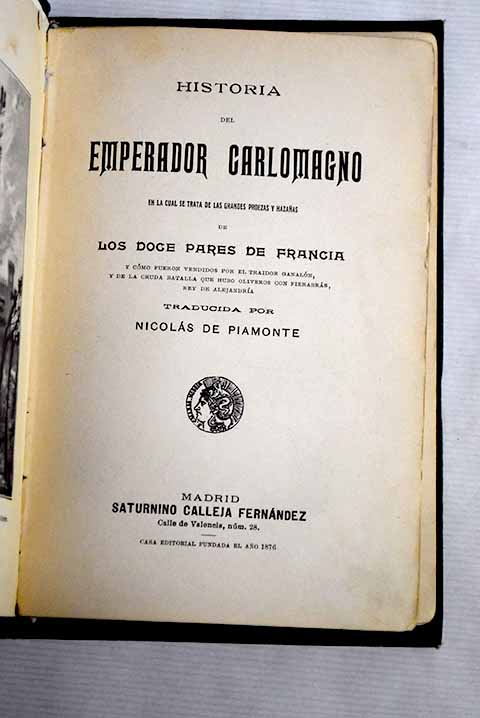 HISTORIA
DEL
EMPERADOR CARLOMAGNO
EN LA CUAL SE TRATA DE LAS GRANDES PROEZAS Y HAZAÑAS
DE
LOS DOCE PARES DE FRANCIA
Y CÓMO FUERON VENDIDOS POR EL TRAIDOR GANALÓN,
Y DE LA CRUDA BATALLA QUE HUBO OLIVEROS CON FIERABRÁS,
REY DE ALEJANDRÍA
TRADUCIDA POR
NICOLÁS DE PIAMONTE
MADRID
SATURNINO CALLEJA FERNÁNDEZ
Calle de Valencia, núm. 28.
CASA EDITORIAL FUNDADA EL AÑO 1876